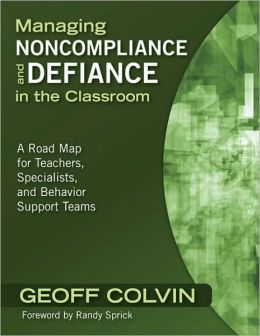 Managing
NONCOMPLIANCE
and DEFIANCE
in the Classroom
A Road Map
for Teachers,
Specialists,
and Behavior
Support Teams
GEOFF COLVIN
Foreword by Randy Sprick